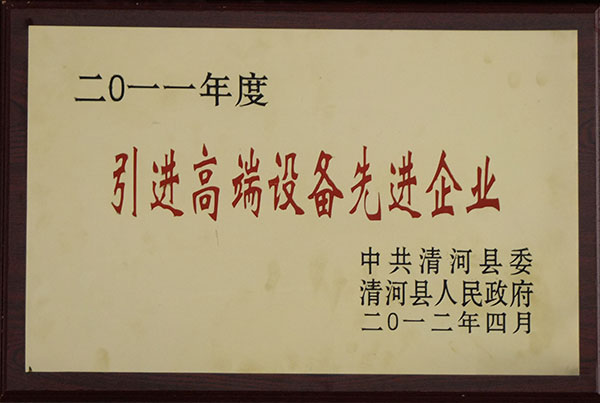 二0一一年度
引进高端设备先进企业
中共清河县委
清河县人民政府
二0一二年四月